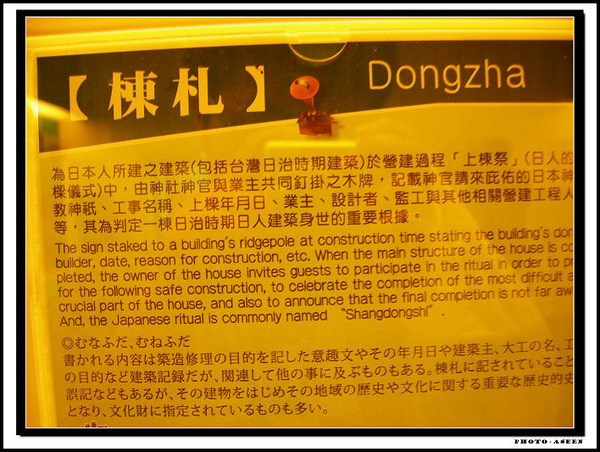 【棟札】 Dongzha
為日本人所建之建築(包括台灣日治時期建築)於營建過程「上棟祭」(日人的
樑儀式)中，由神社神官與業主共同釘掛之木牌，記載神官請來庇佑的日本神
教神祇、工事名稱、上樑年月日、業主、設計者、監工與其他相關營建工程人
等，其為判定一棟日治時期日人建築身世的重要根據。
The sign staked to a building's ridgepole at construction time stating the building's
builder, date, reason for construction, etc. When the main structure of the house is
pleted, the owner of the house invites guests to participate in the ritual in order to
for the following safe construction, to celebrate the completion of the most difficult
crucial part of the house, and also to announce that the final completion is not far
And, the Japanese ritual is commonly named 〝Shangdongshi〞.
◎むなふだ、むねふだ
書かれる内容は築造修理の目的を記した意趣文やその年月日や建築主、大工の名、工
の目的など建築記録だが、関連して他の事に及ぶものもある。棟札に記されていること
誤記などもあるが、その建物をはじめその地域の歴史や文化に関する重要な歴史的史
となり、文化財に指定されているものも多い。
PHOTO·ASEEN